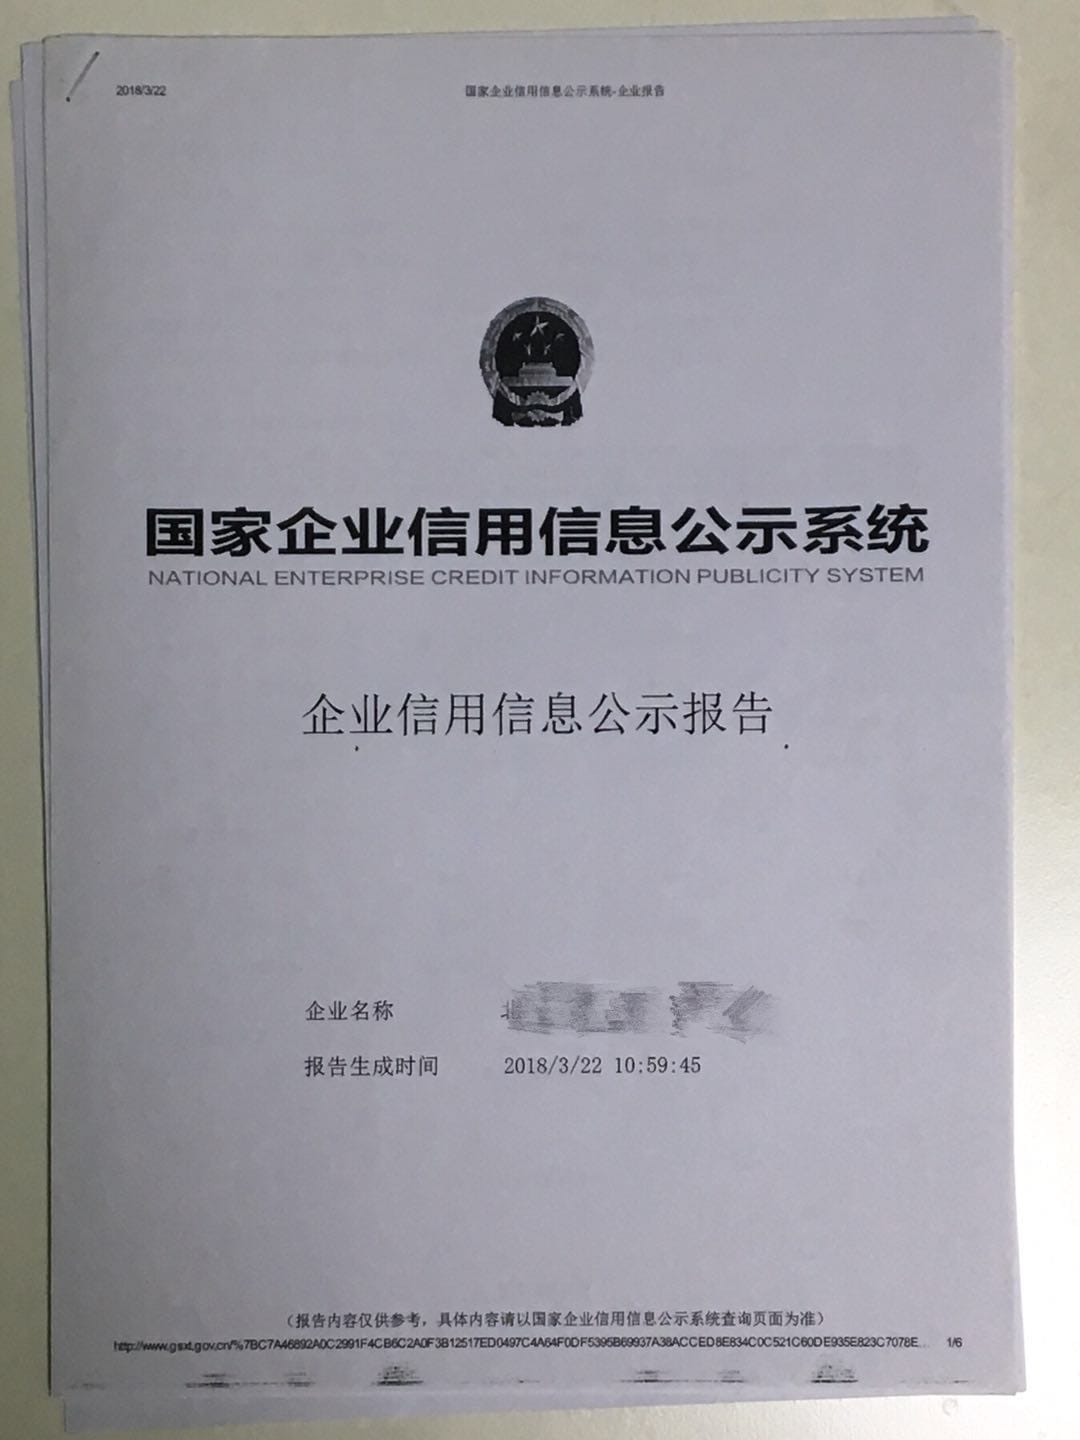 2018/3/22
国家企业信用信息公示系统-企业报告
国家企业信用信息公示系统
NATIONAL ENTERPRISE CREDIT INFORMATION PUBLICITY SYSTEM
企业信用信息公示报告
企业名称 北
报告生成时间 2018/3/22 10:59:45
（报告内容仅供参考，具体内容请以国家企业信用信息公示系统查询页面为准）
http://www.gsxt.gov.cn/%7BC7A46892A0C2991F4CB6C2A0F3B12517ED0497C4A64F0DF5395B69937A38ACCED8E834C0C521C60DE935E823C7078E... 1/6